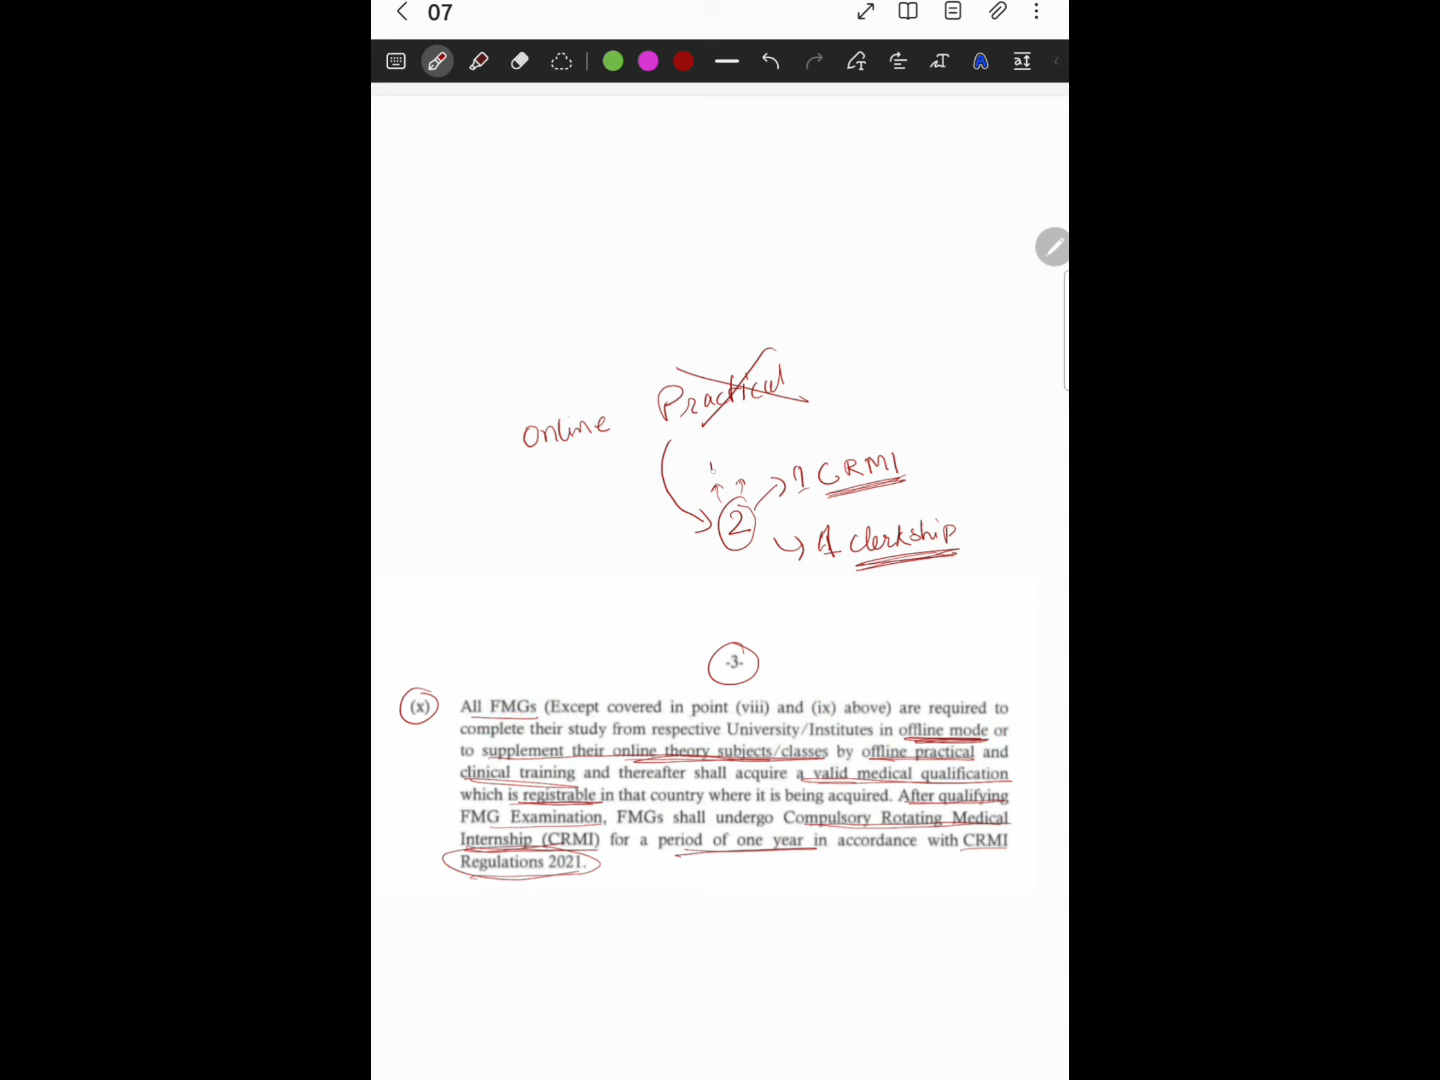 07
Practical
Online
1 CRMI
2
1 clerkship
-3-
(x) All FMGs (Except covered in point (viii) and (ix) above) are required to
complete their study from respective University/Institutes in offline mode or
to supplement their online theory subjects/classes by offline practical and
clinical training and thereafter shall acquire a valid medical qualification
which is registrable in that country where it is being acquired. After qualifying
FMG Examination, FMGs shall undergo Compulsory Rotating Medical
Internship (CRMI) for a period of one year in accordance with CRMI
Regulations 2021.